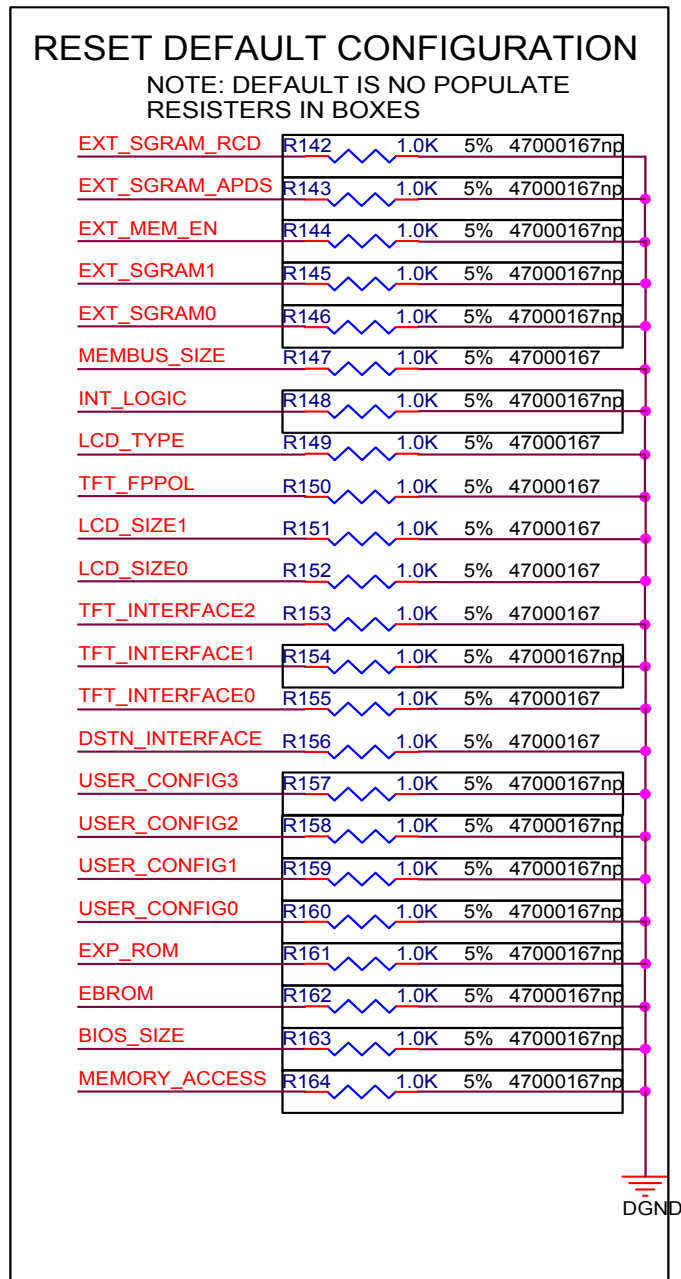 RESET DEFAULT CONFIGURATION
NOTE: DEFAULT IS NO POPULATE
RESISTERS IN BOXES
EXT_SGRAM_RCD R142 1.0K 5% 47000167np
EXT_SGRAM_APDS R143 1.0K 5% 47000167np
EXT_MEM_EN R144 1.0K 5% 47000167np
EXT_SGRAM1 R145 1.0K 5% 47000167np
EXT_SGRAM0 R146 1.0K 5% 47000167np
MEMBUS_SIZE R147 1.0K 5% 47000167
INT_LOGIC R148 1.0K 5% 47000167np
LCD_TYPE R149 1.0K 5% 47000167
TFT_FPPOL R150 1.0K 5% 47000167
LCD_SIZE1 R151 1.0K 5% 47000167
LCD_SIZE0 R152 1.0K 5% 47000167
TFT_INTERFACE2 R153 1.0K 5% 47000167
TFT_INTERFACE1 R154 1.0K 5% 47000167np
TFT_INTERFACE0 R155 1.0K 5% 47000167
DSTN_INTERFACE R156 1.0K 5% 47000167
USER_CONFIG3 R157 1.0K 5% 47000167np
USER_CONFIG2 R158 1.0K 5% 47000167np
USER_CONFIG1 R159 1.0K 5% 47000167np
USER_CONFIG0 R160 1.0K 5% 47000167np
EXP_ROM R161 1.0K 5% 47000167np
EBROM R162 1.0K 5% 47000167np
BIOS_SIZE R163 1.0K 5% 47000167np
MEMORY_ACCESS R164 1.0K 5% 47000167np
DGND